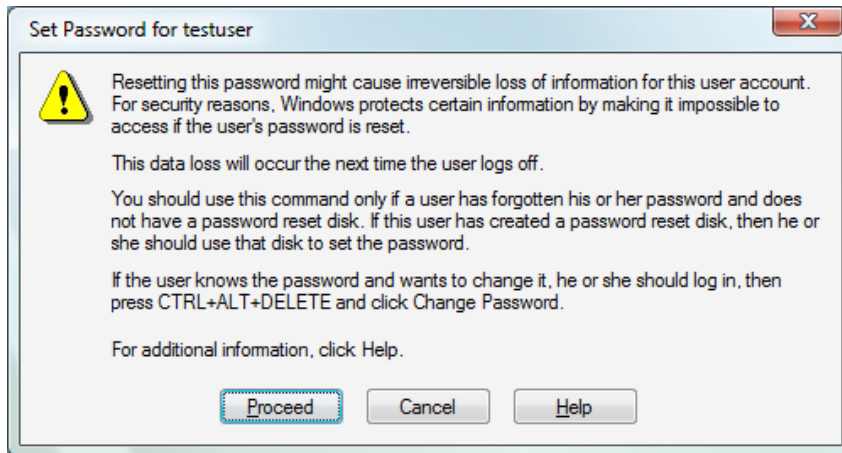 Set Password for testuser
Resetting this password might cause irreversible loss of information for this user account.
For security reasons, Windows protects certain information by making it impossible to
access if the user's password is reset.
This data loss will occur the next time the user logs off.
You should use this command only if a user has forgotten his or her password and does
not have a password reset disk. If this user has created a password reset disk, then he or
she should use that disk to set the password.
If the user knows the password and wants to change it, he or she should log in, then
press CTRL+ALT+DELETE and click Change Password.
For additional information, click Help.
Proceed Cancel Help